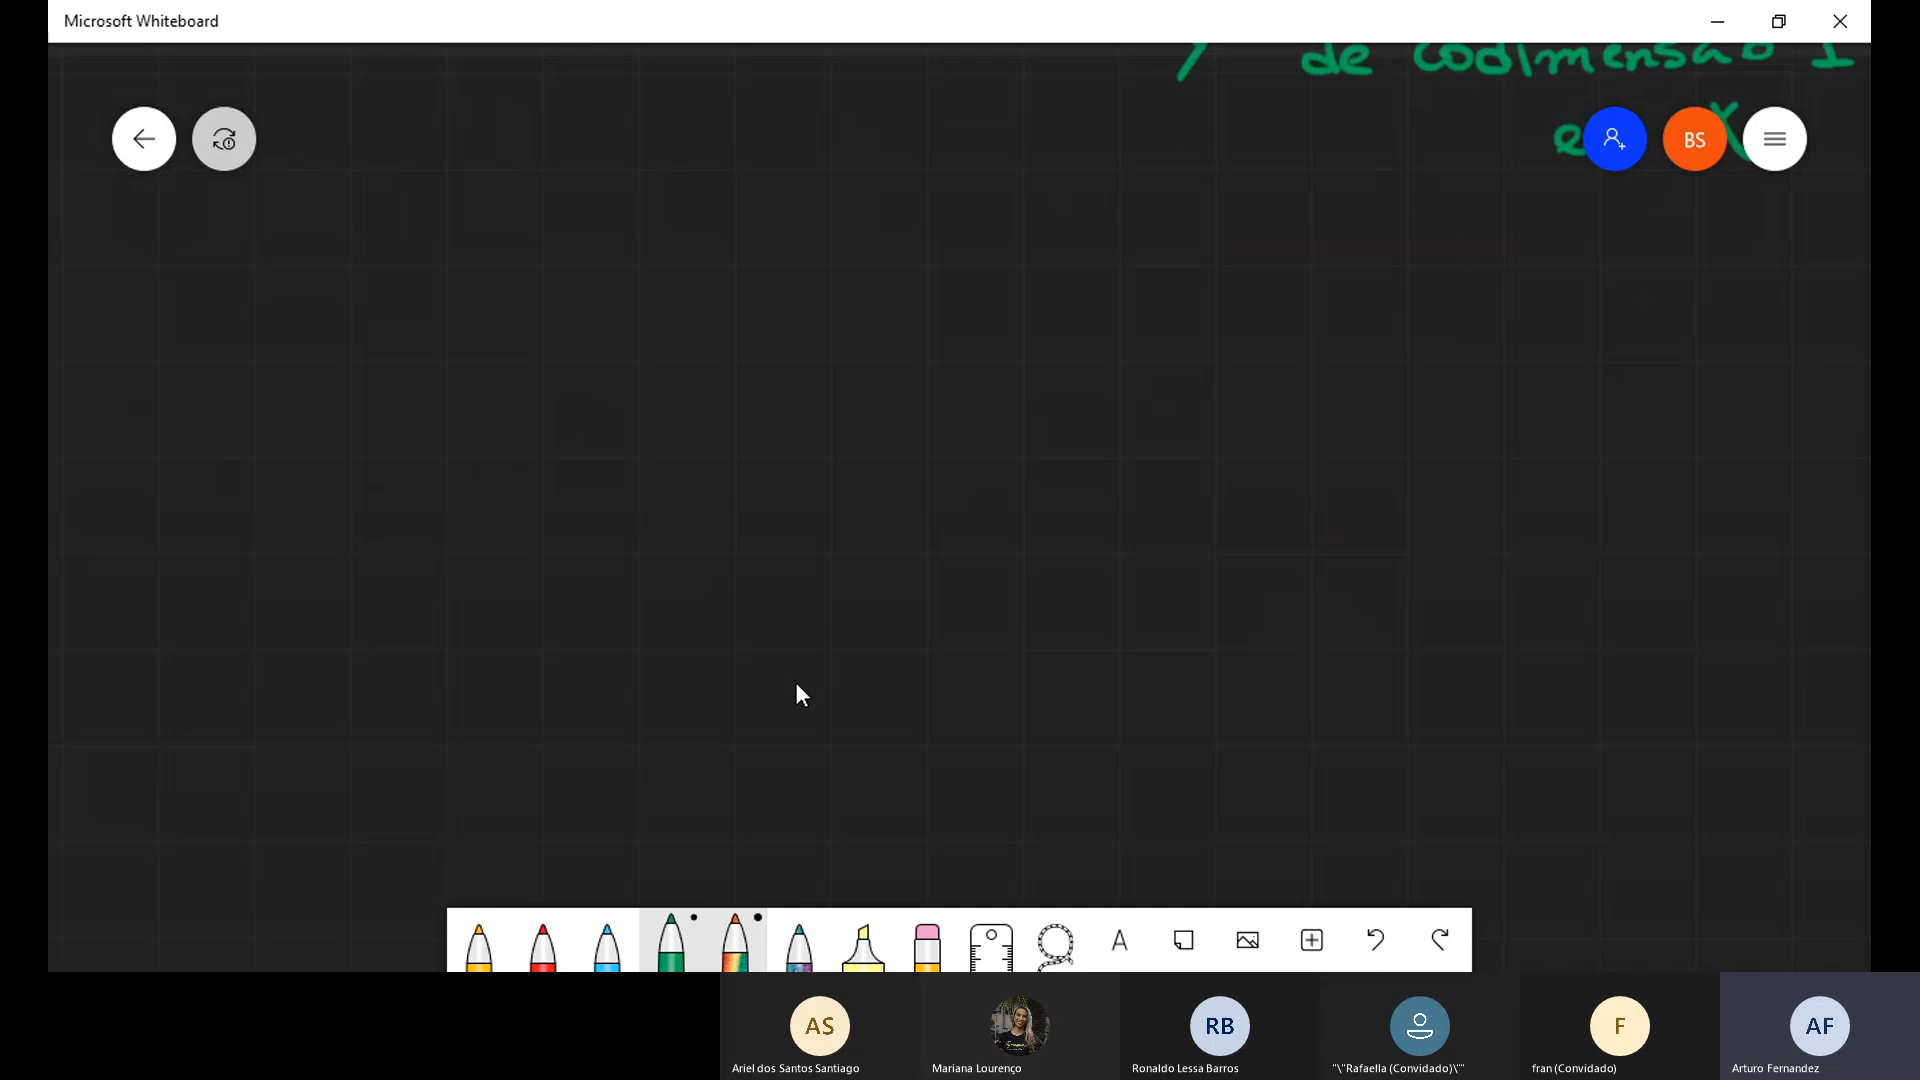 Microsoft Whiteboard
de codimensão 1
e
X
BS
A
AS
RB
F
AF
Ariel dos Santos Santiago
Mariana Lourenço
Ronaldo Lessa Barros
"\"Rafaella (Convidado)\""
fran (Convidado)
Arturo Fernandez